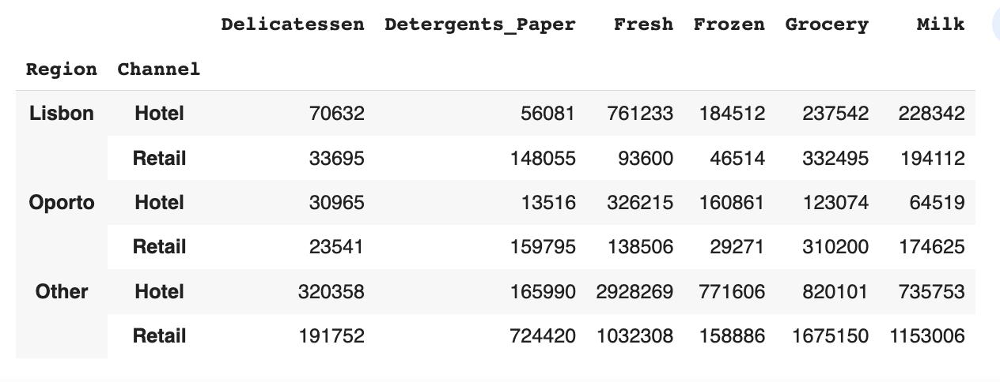 Delicatessen Detergents_Paper Fresh Frozen Grocery Milk
Region Channel
Lisbon Hotel 70632 56081 761233 184512 237542 228342
Retail 33695 148055 93600 46514 332495 194112
Oporto Hotel 30965 13516 326215 160861 123074 64519
Retail 23541 159795 138506 29271 310200 174625
Other Hotel 320358 165990 2928269 771606 820101 735753
Retail 191752 724420 1032308 158886 1675150 1153006